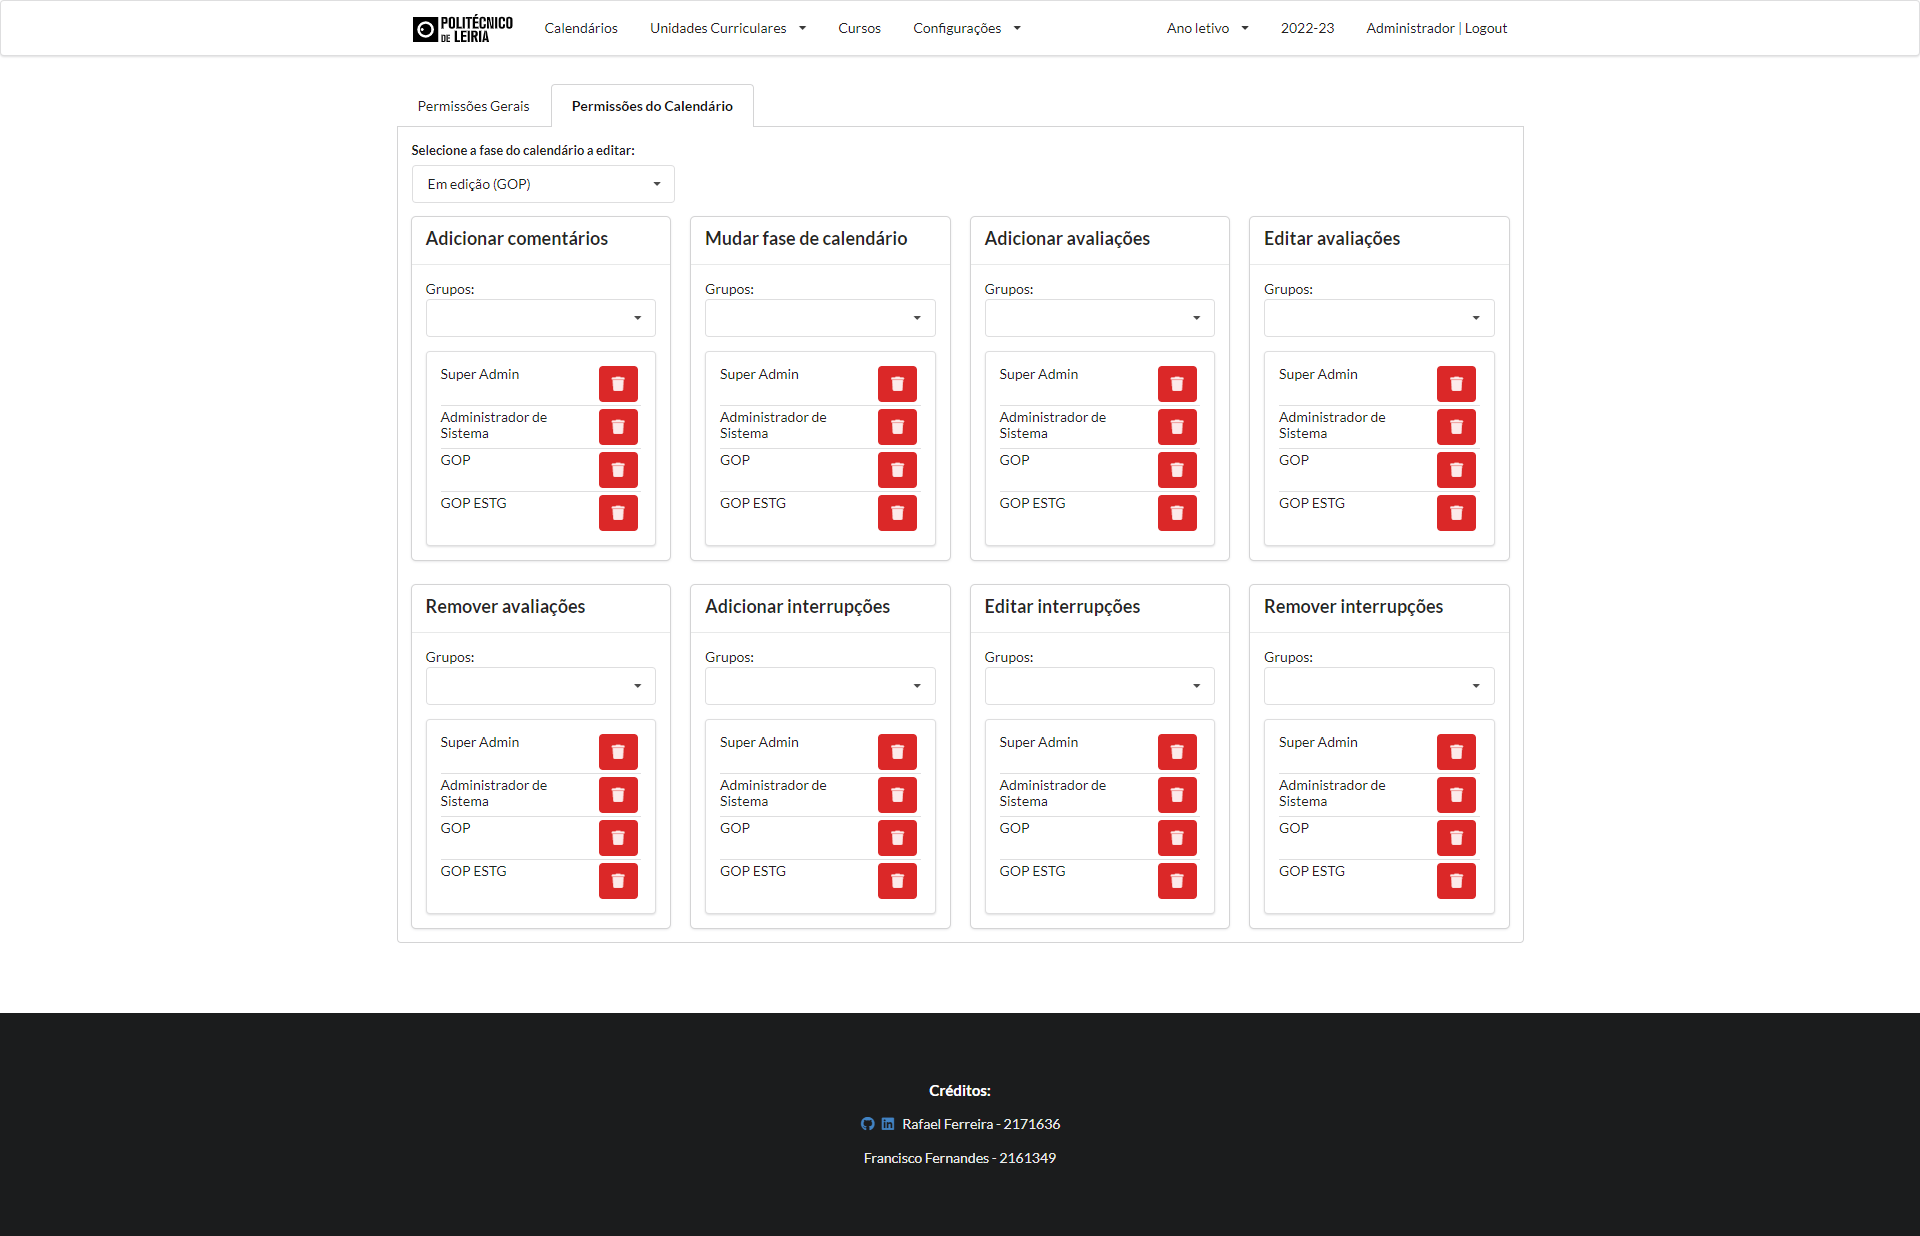 POLITÉCNICO
DE LEIRIA
Calendários
Unidades Curriculares
Cursos
Configurações
Ano letivo
2022-23
Administrador | Logout
Permissões Gerais
Permissões do Calendário
Selecione a fase do calendário a editar:
Em edição (GOP)
Adicionar comentários
Grupos:
Super Admin
Administrador de
Sistema
GOP
GOP ESTG
Mudar fase de calendário
Grupos:
Super Admin
Administrador de
Sistema
GOP
GOP ESTG
Adicionar avaliações
Grupos:
Super Admin
Administrador de
Sistema
GOP
GOP ESTG
Editar avaliações
Grupos:
Super Admin
Administrador de
Sistema
GOP
GOP ESTG
Remover avaliações
Grupos:
Super Admin
Administrador de
Sistema
GOP
GOP ESTG
Adicionar interrupções
Grupos:
Super Admin
Administrador de
Sistema
GOP
GOP ESTG
Editar interrupções
Grupos:
Super Admin
Administrador de
Sistema
GOP
GOP ESTG
Remover interrupções
Grupos:
Super Admin
Administrador de
Sistema
GOP
GOP ESTG
Créditos:
Rafael Ferreira - 2171636
Francisco Fernandes - 2161349